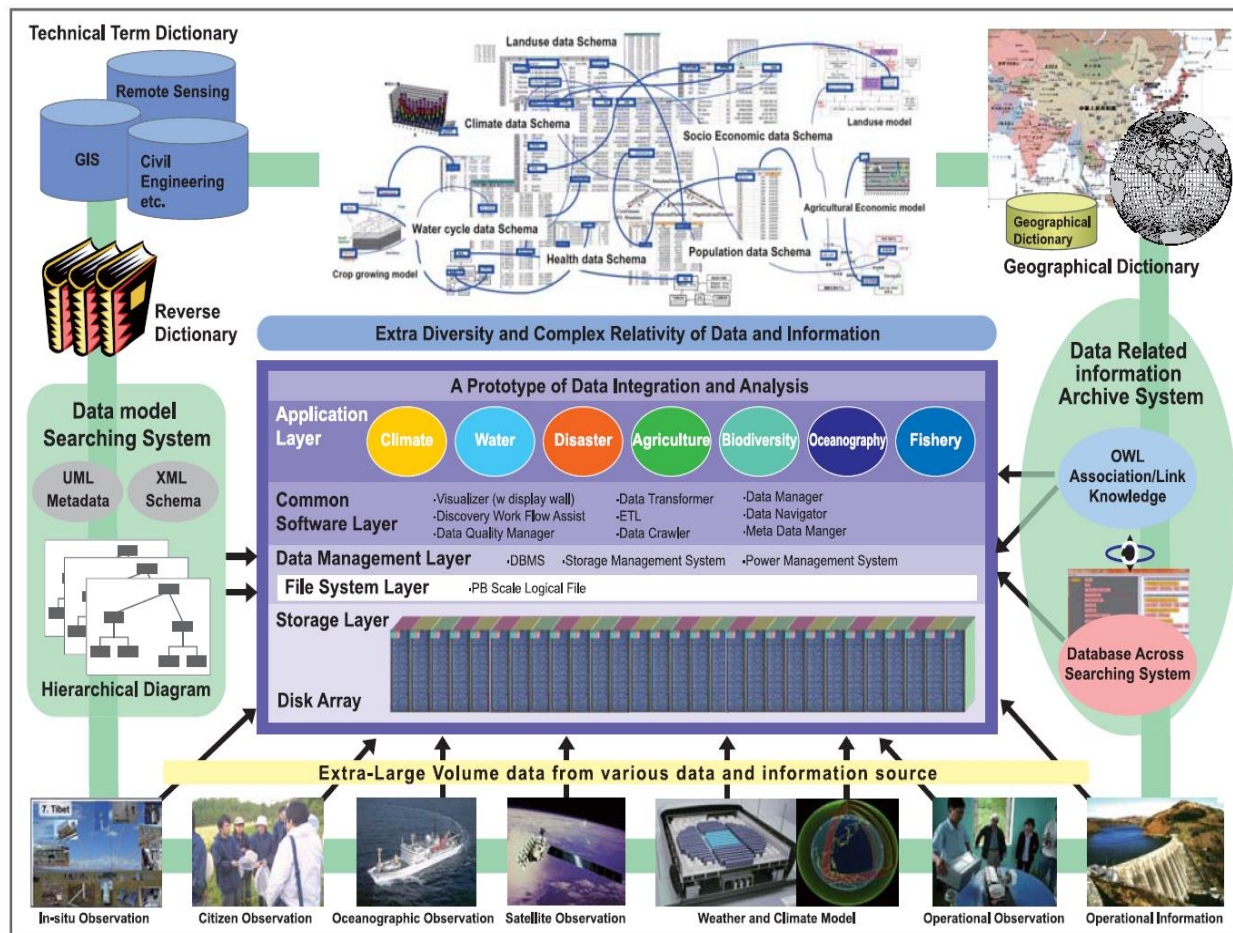 Technical Term Dictionary
Remote Sensing
GIS
Civil
Engineering
etc.
Reverse
Dictionary
Landuse data Schema
Climate data Schema
Socio Economic data Schema
Landuse model
Water cycle data Schema
Agricultural Economic model
Health data Schema
Population data Schema
Crop growing model
Geographical
Dictionary
Geographical Dictionary
Extra Diversity and Complex Relativity of Data and Information
Data model
Searching System
UML
Metadata
XML
Schema
Hierarchical Diagram
A Prototype of Data Integration and Analysis
Application
Layer
Climate
Water
Disaster
Agriculture
Biodiversity
Oceanography
Fishery
Common
Software Layer
·Visualizer (w display wall)
·Discovery Work Flow Assist
·Data Quality Manager
·Data Transformer
·ETL
·Data Crawler
·Data Manager
·Data Navigator
·Meta Data Manger
Data Management Layer
·DBMS
·Storage Management System
·Power Management System
File System Layer
·PB Scale Logical File
Storage Layer
Disk Array
Data Related
information
Archive System
OWL
Association/Link
Knowledge
Database Across
Searching System
Extra-Large Volume data from various data and information source
7. Tibet
In-situ Observation
Citizen Observation
Oceanographic Observation
Satellite Observation
Weather and Climate Model
Operational Observation
Operational Information